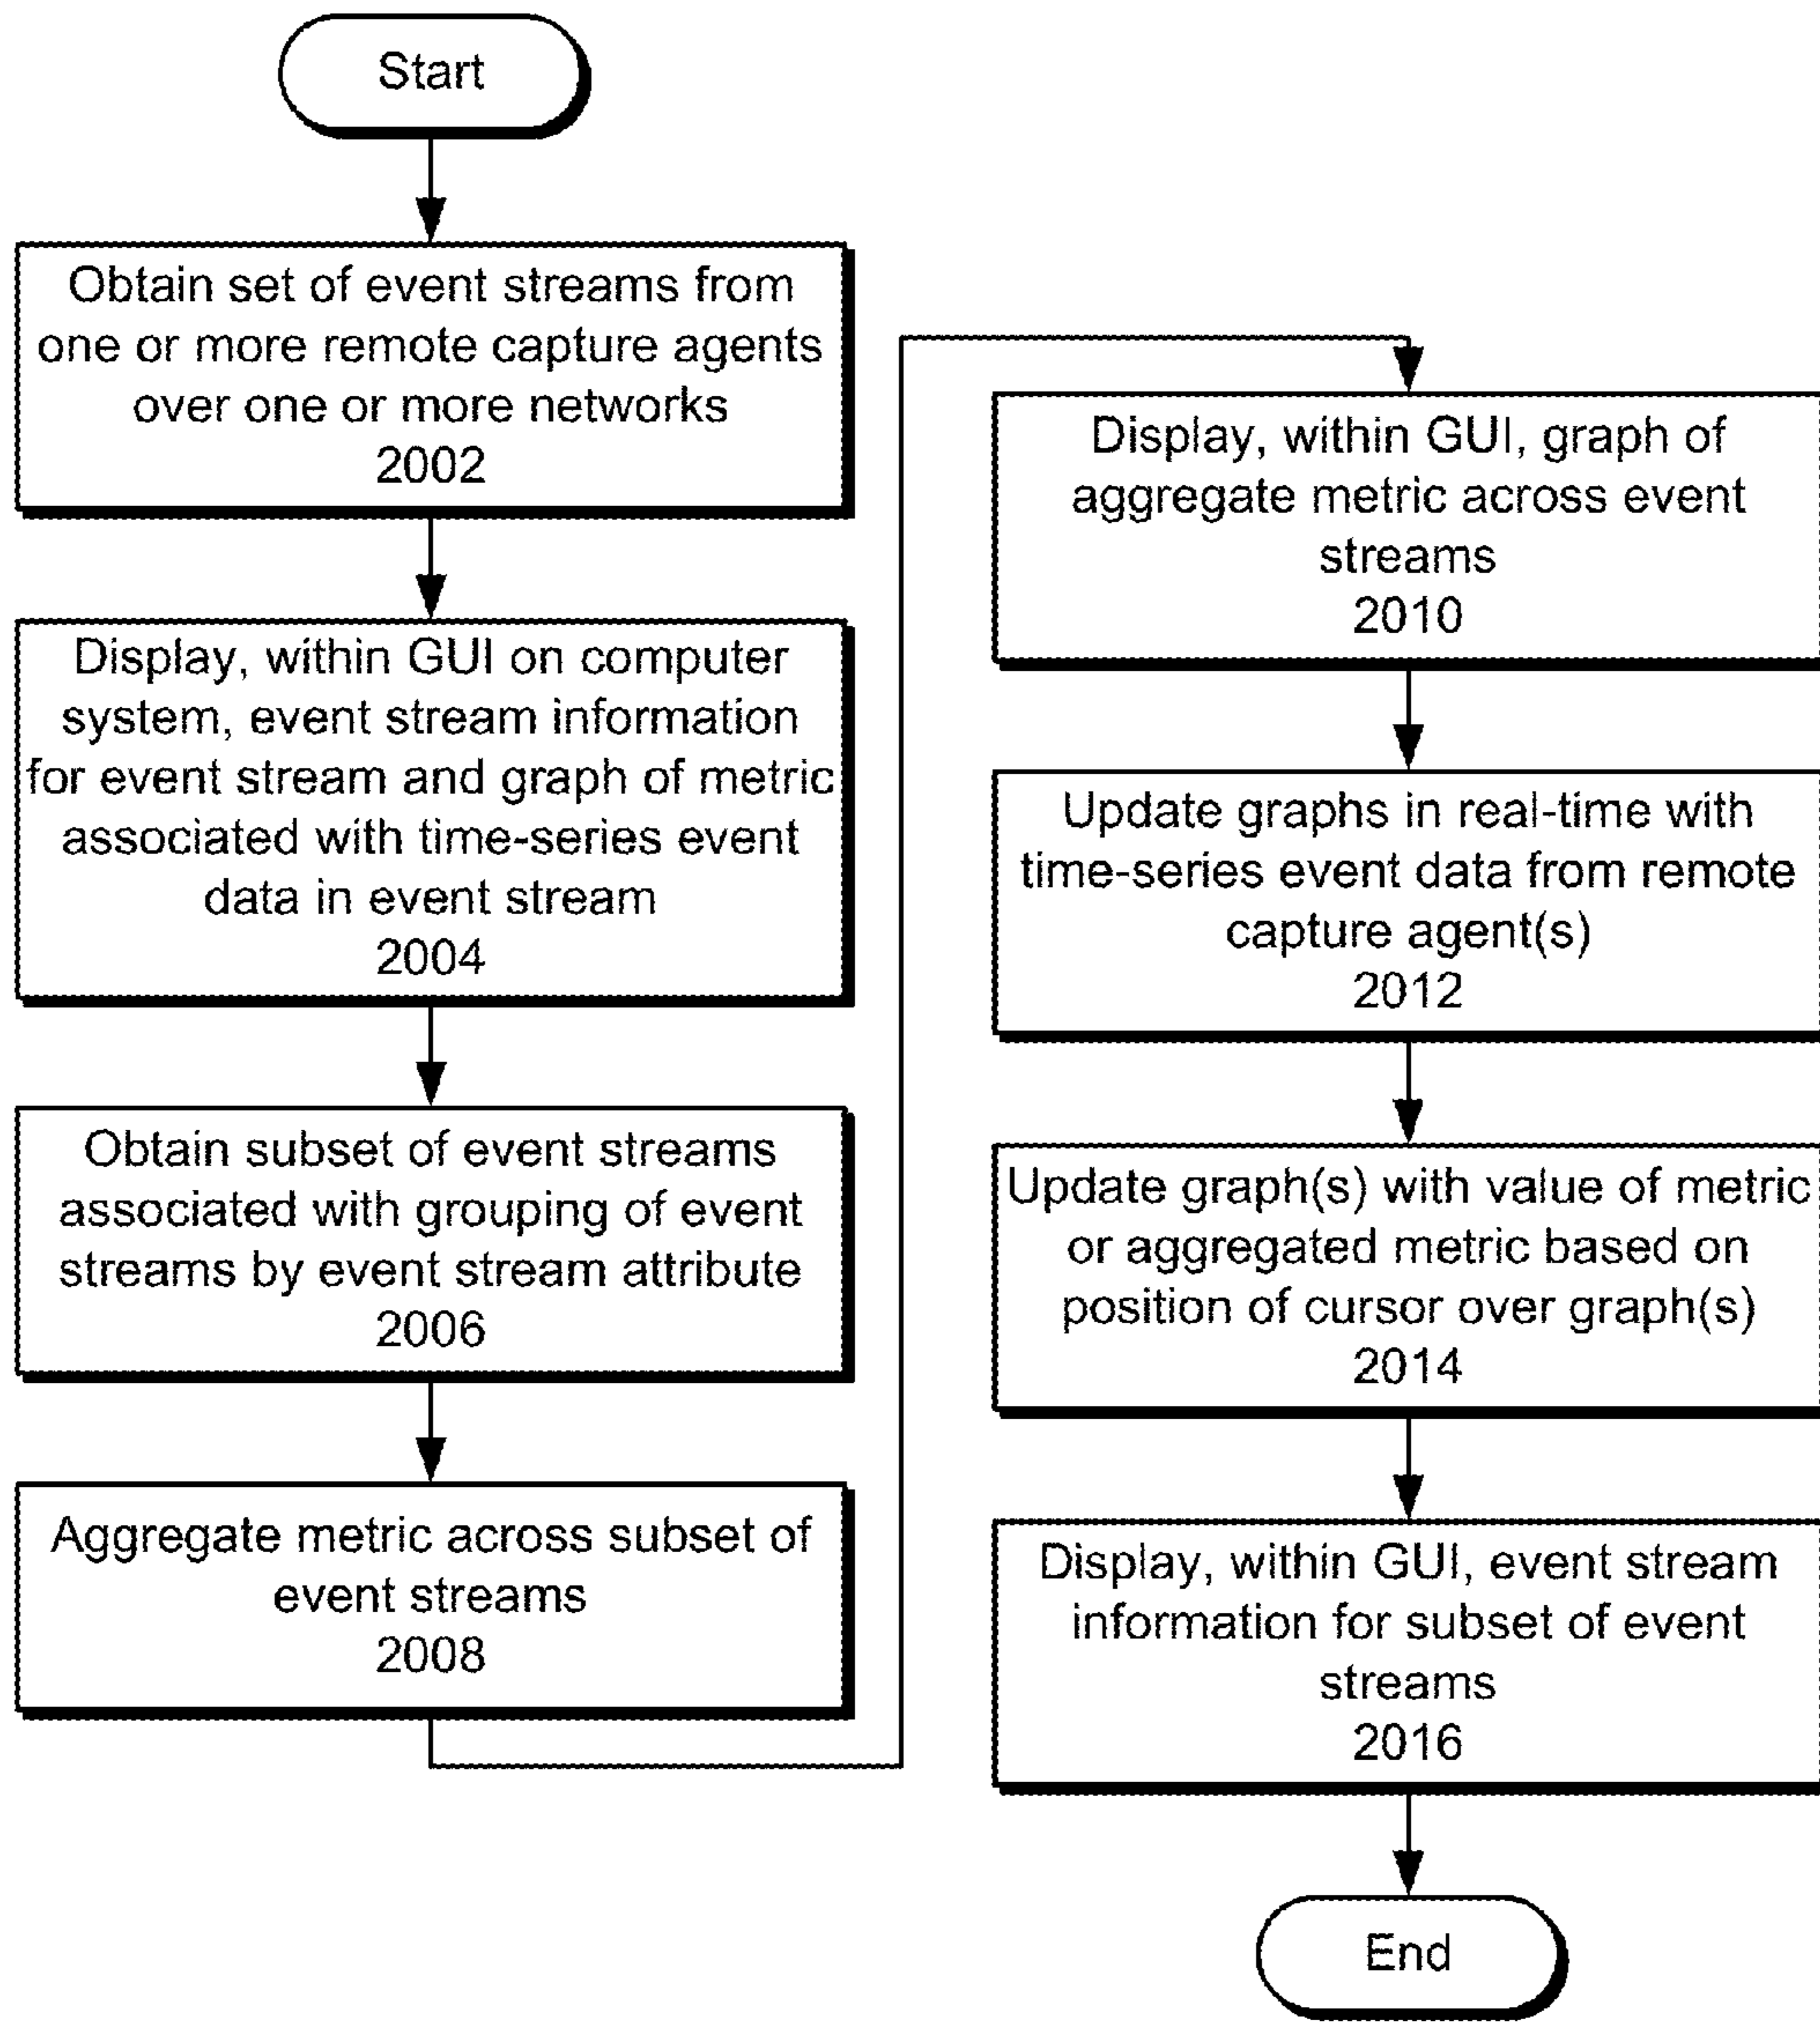 Start
Obtain set of event streams from
one or more remote capture agents
over one or more networks
2002
Display, within GUI on computer
system, event stream information
for event stream and graph of metric
associated with time-series event
data in event stream
2004
Obtain subset of event streams
associated with grouping of event
streams by event stream attribute
2006
Aggregate metric across subset of
event streams
2008
Display, within GUI, graph of
aggregate metric across event
streams
2010
Update graphs in real-time with
time-series event data from remote
capture agent(s)
2012
Update graph(s) with value of metric
or aggregated metric based on
position of cursor over graph(s)
2014
Display, within GUI, event stream
information for subset of event
streams
2016
End